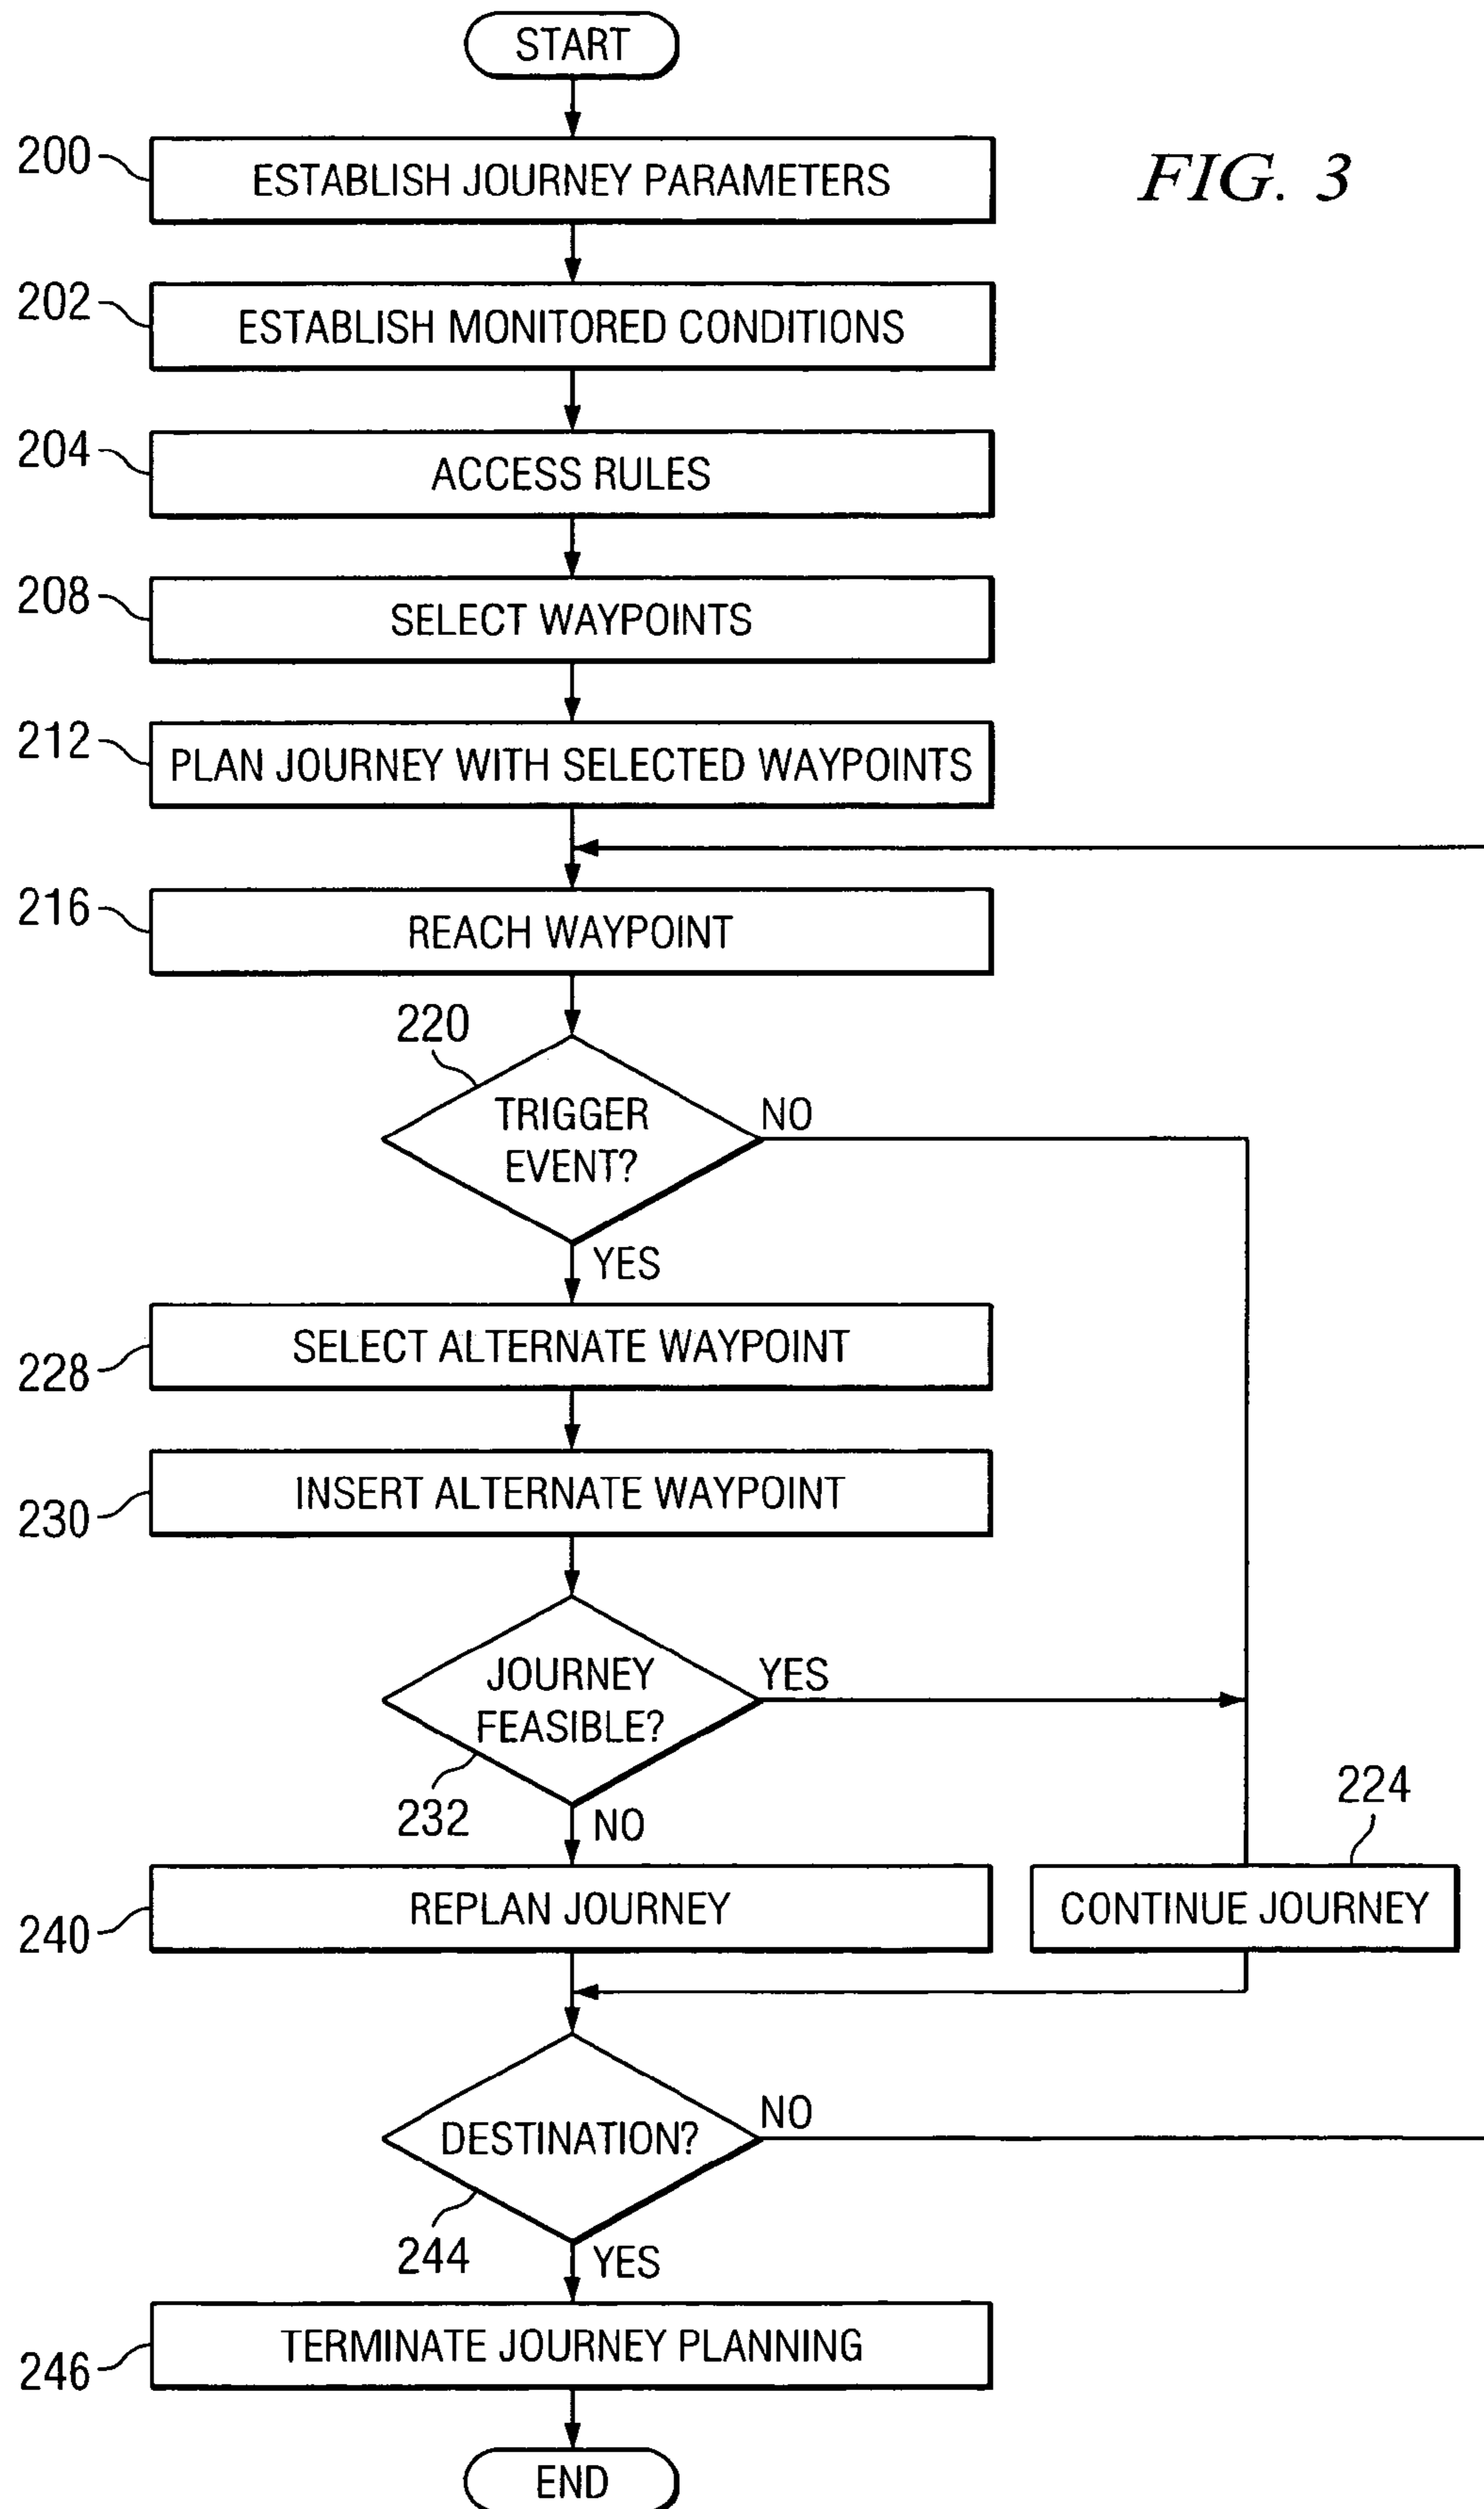 START
FIG. 3
200
ESTABLISH JOURNEY PARAMETERS
202
ESTABLISH MONITORED CONDITIONS
204
ACCESS RULES
208
SELECT WAYPOINTS
212
PLAN JOURNEY WITH SELECTED WAYPOINTS
216
REACH WAYPOINT
220
TRIGGER
EVENT?
NO
YES
228
SELECT ALTERNATE WAYPOINT
230
INSERT ALTERNATE WAYPOINT
JOURNEY
FEASIBLE?
YES
232
NO
224
240
REPLAN JOURNEY
CONTINUE JOURNEY
DESTINATION?
NO
244
YES
246
TERMINATE JOURNEY PLANNING
END